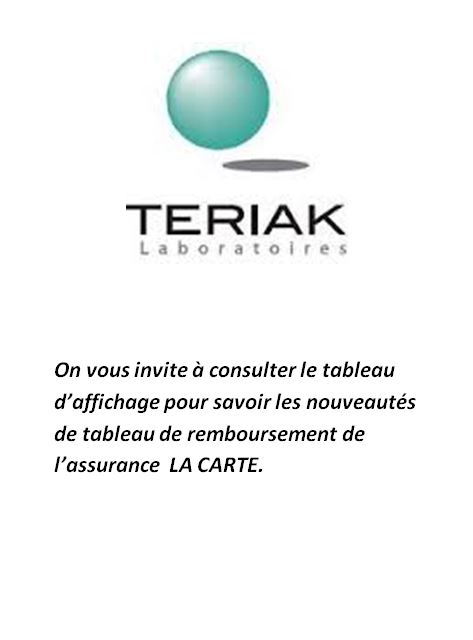 TERIAK
Laboratoires
On vous invite à consulter le tableau
d’affichage pour savoir les nouveautés
de tableau de remboursement de
l’assurance  LA CARTE.